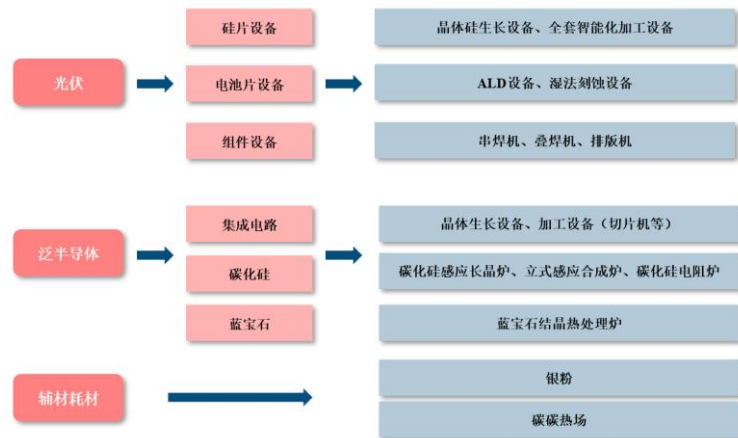 光伏
硅片设备
晶体硅生长设备、全套智能化加工设备
电池片设备
ALD设备、湿法刻蚀设备
组件设备
串焊机、叠焊机、排版机
泛半导体
集成电路
晶体生长设备、加工设备（切片机等）
碳化硅
碳化硅感应长晶炉、立式感应合成炉、碳化硅电阻炉
蓝宝石
蓝宝石结晶热处理炉
辅材耗材
银粉
碳碳热场